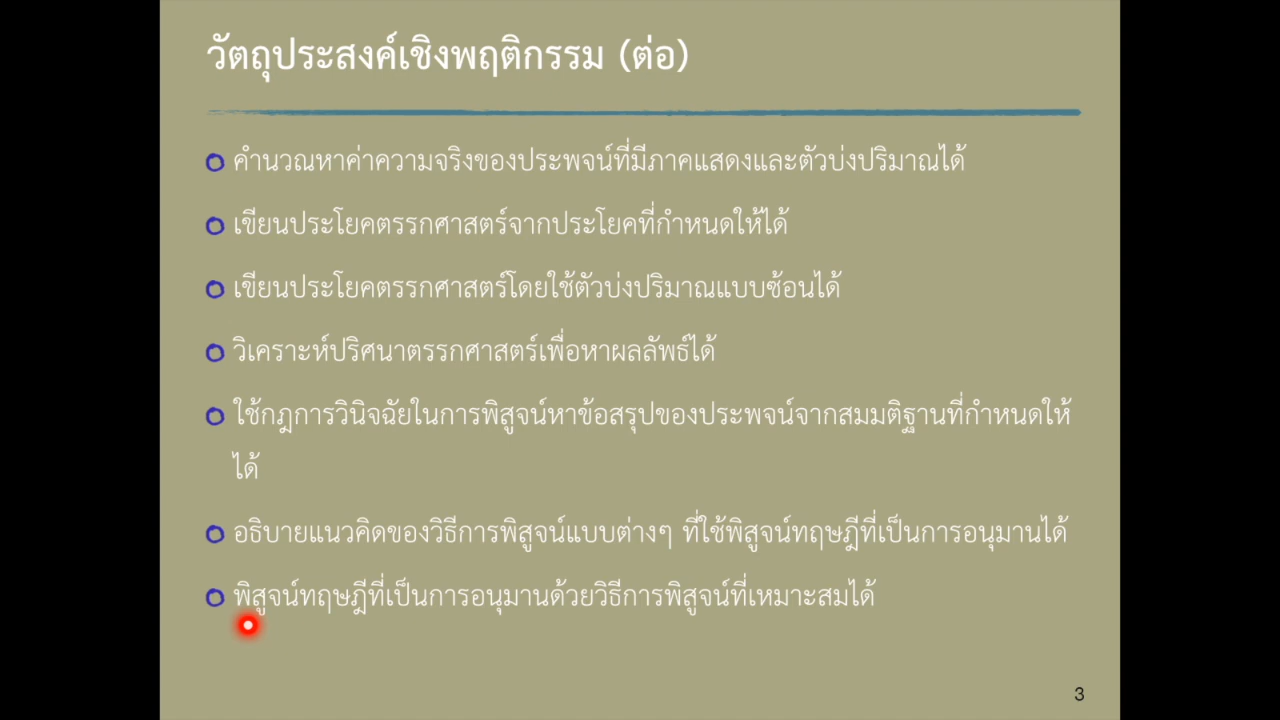 วัตถุประสงค์เชิงพฤติกรรม (ต่อ)
คำนวณหาค่าความจริงของประพจน์ที่มีภาคแสดงและตัวบ่งปริมาณได้
เขียนประโยคตรรกศาสตร์จากประโยคที่กำหนดให้ได้
เขียนประโยคตรรกศาสตร์โดยใช้ตัวบ่งปริมาณแบบซ้อนได้
วิเคราะห์ปริศนาตรรกศาสตร์เพื่อหาผลลัพธ์ได้
ใช้กฎการวินิจฉัยในการพิสูจน์หาข้อสรุปของประพจน์จากสมมติฐานที่กำหนดให้
ได้
อธิบายแนวคิดของวิธีการพิสูจน์แบบต่างๆ ที่ใช้พิสูจน์ทฤษฎีที่เป็นการอนุมานได้
พิสูจน์ทฤษฎีที่เป็นการอนุมานด้วยวิธีการพิสูจน์ที่เหมาะสมได้
3